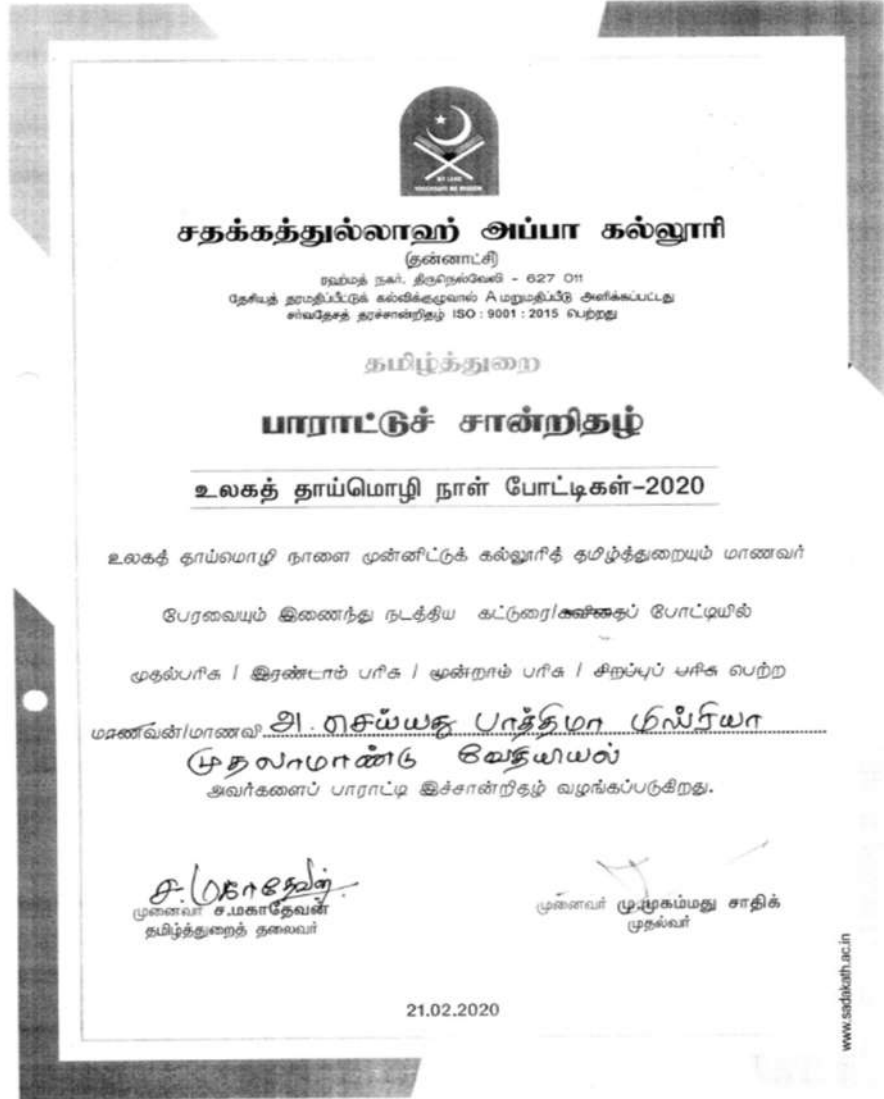 சதக்கத்துல்லாஹ் அப்பா கல்லூரி
(தன்னாட்சி)
ரஹ்மத் நகர், திருநெல்வேலி - 627 011
தேசியத் தரமதிப்பீட்டுக் கல்விக்குழுவால் A மறுமதிப்பீடு அளிக்கப்பட்டது
சர்வதேசத் தரச்சான்றிதழ் ISO : 9001 : 2015 பெற்றது
தமிழ்த்துறை
பாராட்டுச் சான்றிதழ்
உலகத் தாய்மொழி நாள் போட்டிகள்-2020
உலகத் தாய்மொழி நாளை முன்னிட்டுக் கல்லூரித் தமிழ்த்துறையும் மாணவர்
பேரவையும் இணைந்து நடத்திய கட்டுரை/கவிதைப் போட்டியில்
முதல்பரிசு / இரண்டாம் பரிசு / மூன்றாம் பரிசு / சிறப்புப் பரிசு பெற்ற
மாணவன்/மாணவி அ. செய்யது பாத்திமா
முதலாமாண்டு வேதியியல்
அவர்களைப் பாராட்டி இச்சான்றிதழ் வழங்கப்படுகிறது.
ச. மகாதேவன்
முனைவர் ச.மகாதேவன்
தமிழ்த்துறைத் தலைவர்
முனைவர் மு.முகம்மது சாதிக்
முதல்வர்
21.02.2020
www.sadakath.ac.in